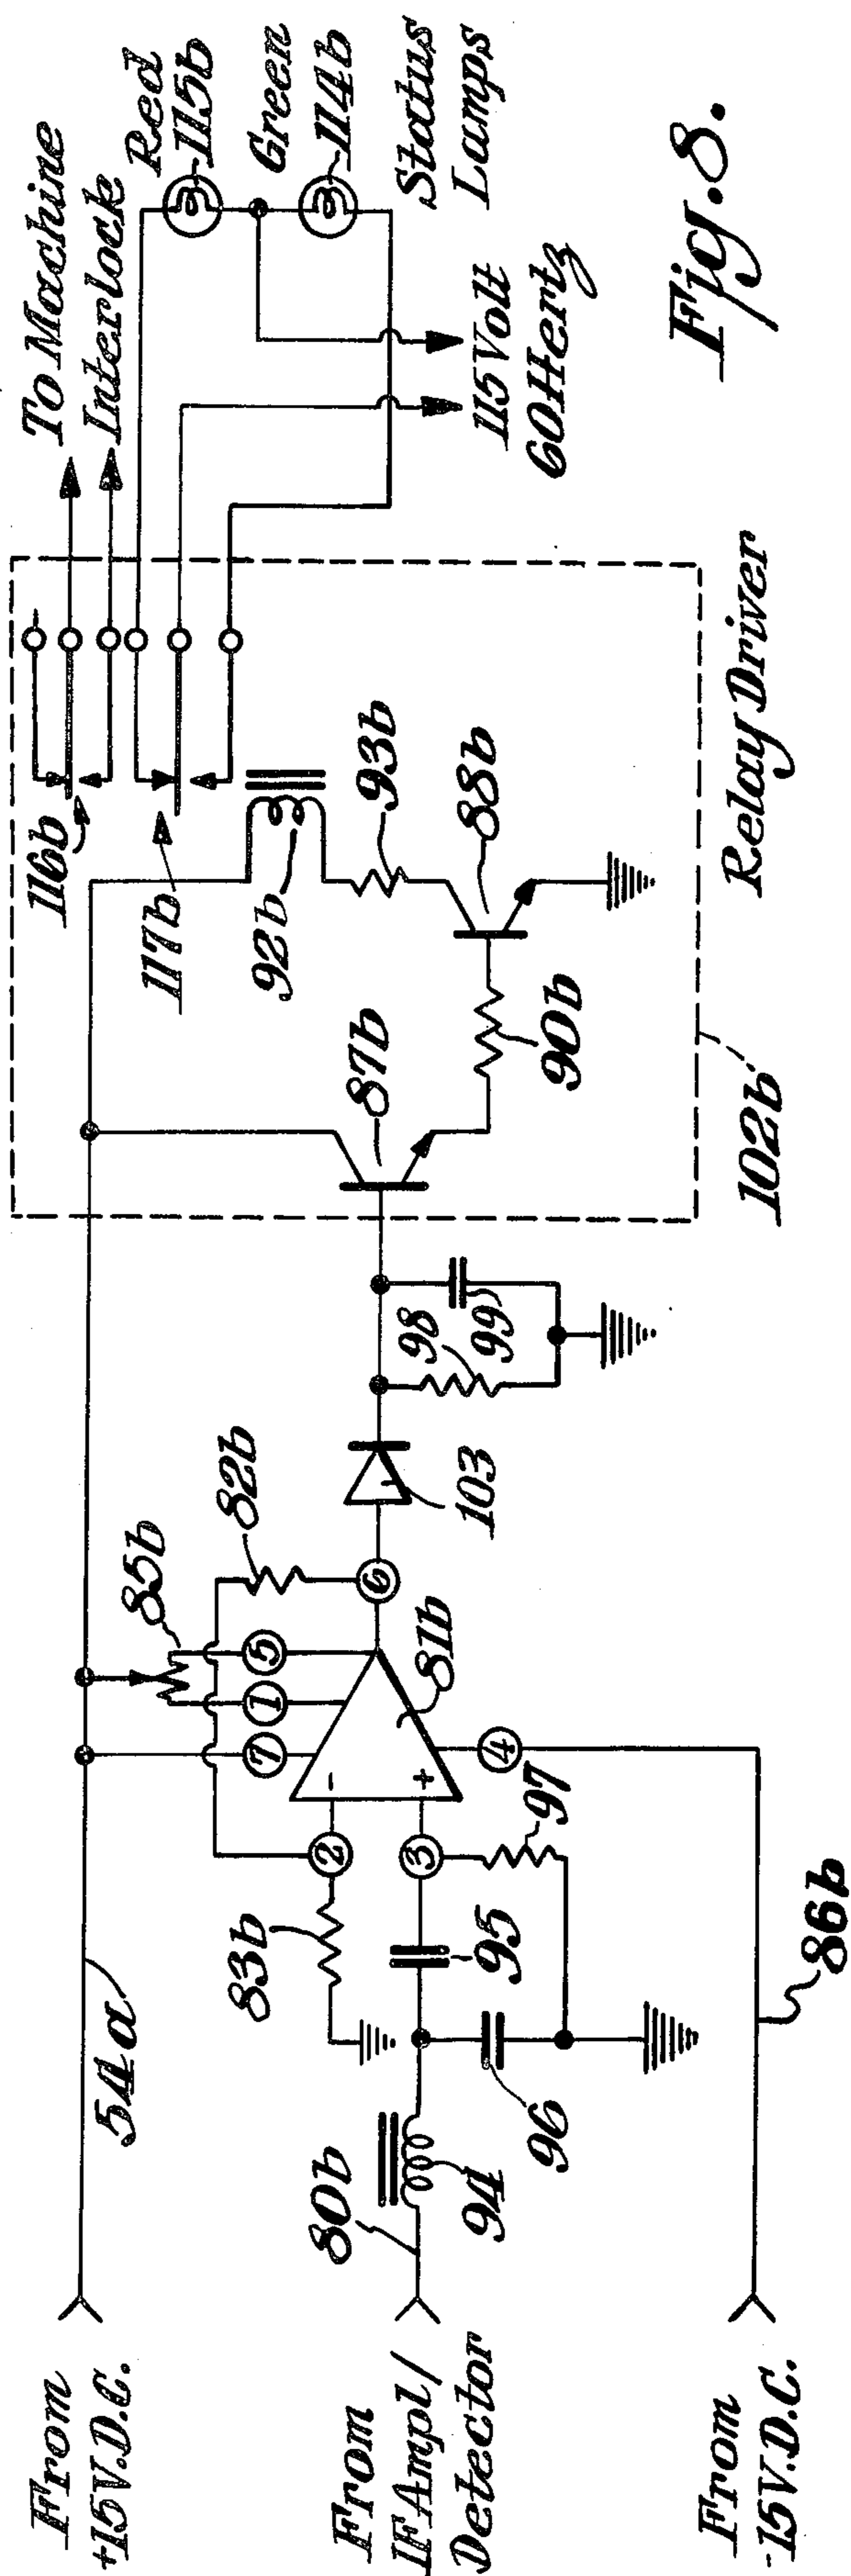 From
+15V.D.C.
54a
From
IF Ampl/
Detector
80b
94
96
95
97
83b
2
3
-
+
7
1
5
4
6
81b
85b
82b
86b
From
-15V.D.C.
103
98
99
87b
90b
88b
93b
92b
116b
117b
102b
Relay Driver
To Machine
Interlock
Red
115b
Green
114b
Status
Lamps
115 Volt
60 Hertz
Fig. 8.